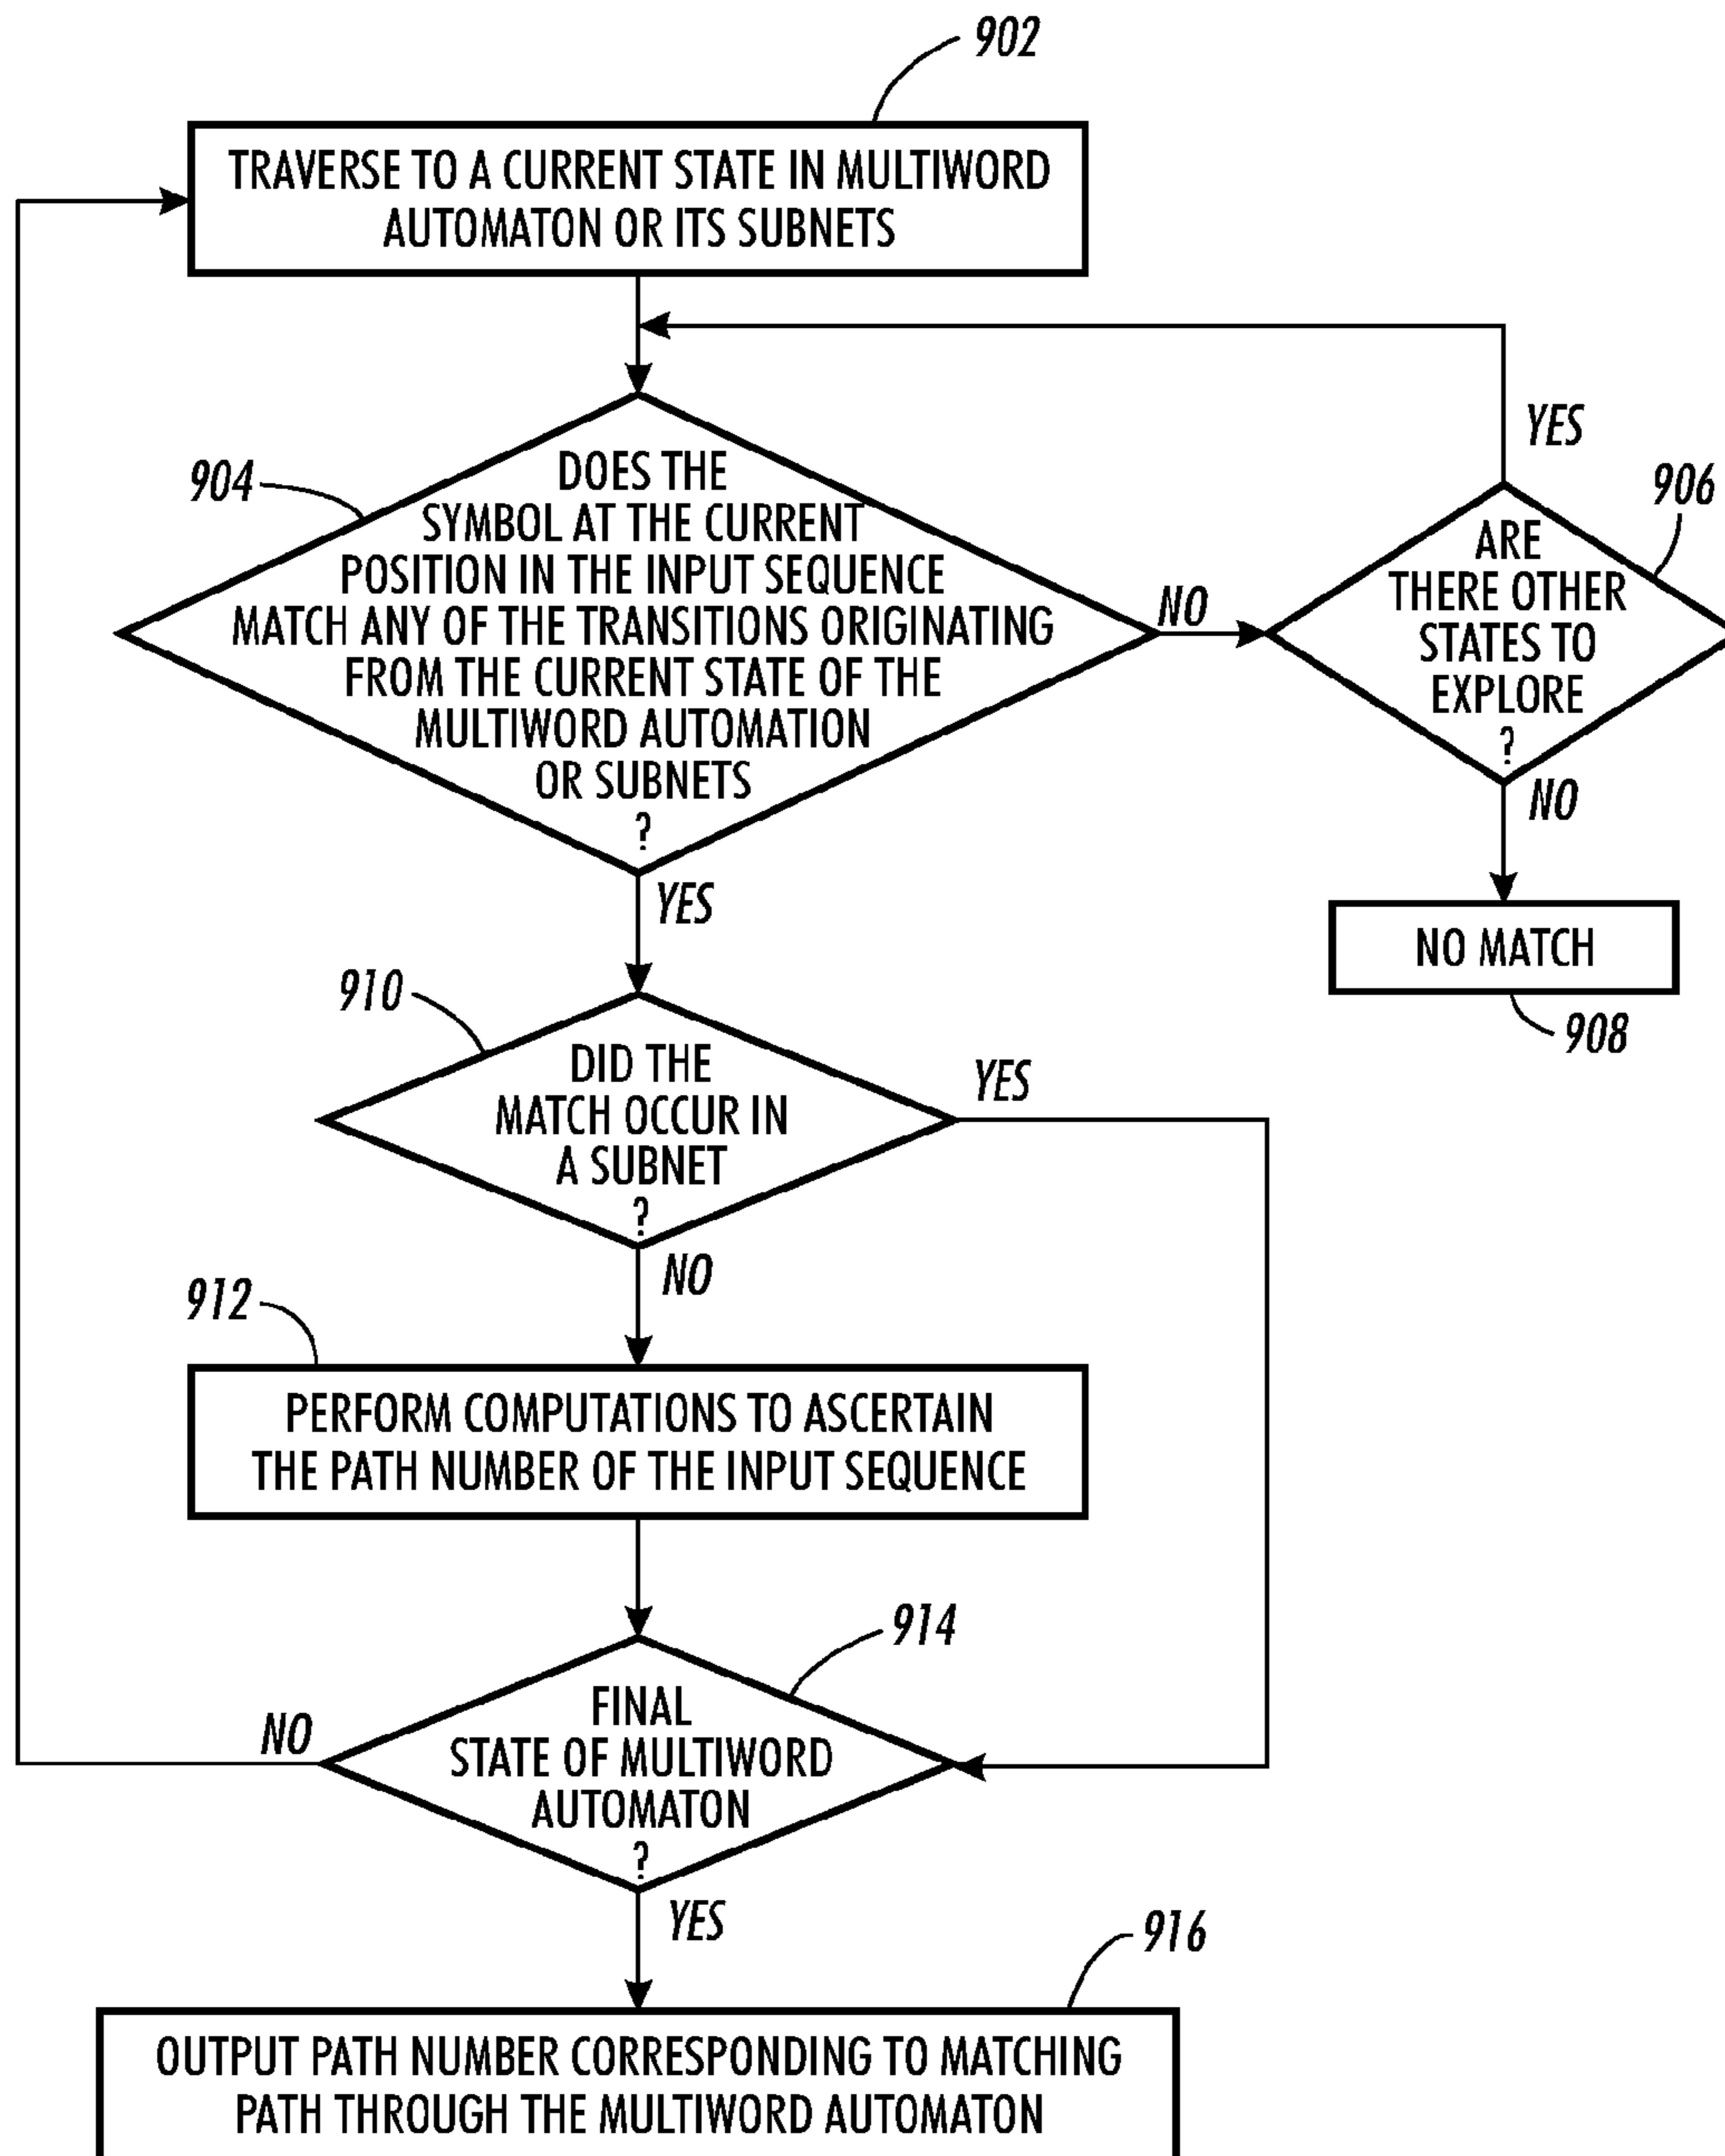 902
TRAVERSE TO A CURRENT STATE IN MULTIWORD
AUTOMATON OR ITS SUBNETS
904
DOES THE
SYMBOL AT THE CURRENT
POSITION IN THE INPUT SEQUENCE
MATCH ANY OF THE TRANSITIONS ORIGINATING
FROM THE CURRENT STATE OF THE
MULTIWORD AUTOMATION
OR SUBNETS
?
NO
YES
906
ARE
THERE OTHER
STATES TO
EXPLORE
?
YES
NO
NO MATCH
908
910
DID THE
MATCH OCCUR IN
A SUBNET
?
YES
NO
912
PERFORM COMPUTATIONS TO ASCERTAIN
THE PATH NUMBER OF THE INPUT SEQUENCE
914
FINAL
STATE OF MULTIWORD
AUTOMATON
?
NO
YES
916
OUTPUT PATH NUMBER CORRESPONDING TO MATCHING
PATH THROUGH THE MULTIWORD AUTOMATON